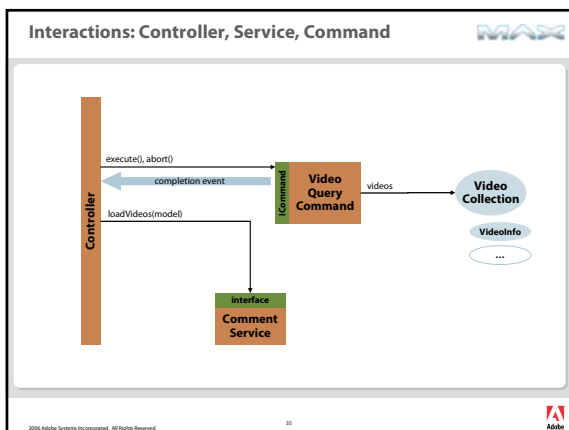 Interactions: Controller, Service, Command
MAX
Controller
execute(), abort()
completion event
ICommand
Video
Query
Command
videos
Video
Collection
VideoInfo
...
loadVideos(model)
interface
Comment
Service
2006 Adobe Systems Incorporated. All Rights Reserved.
35
Adobe